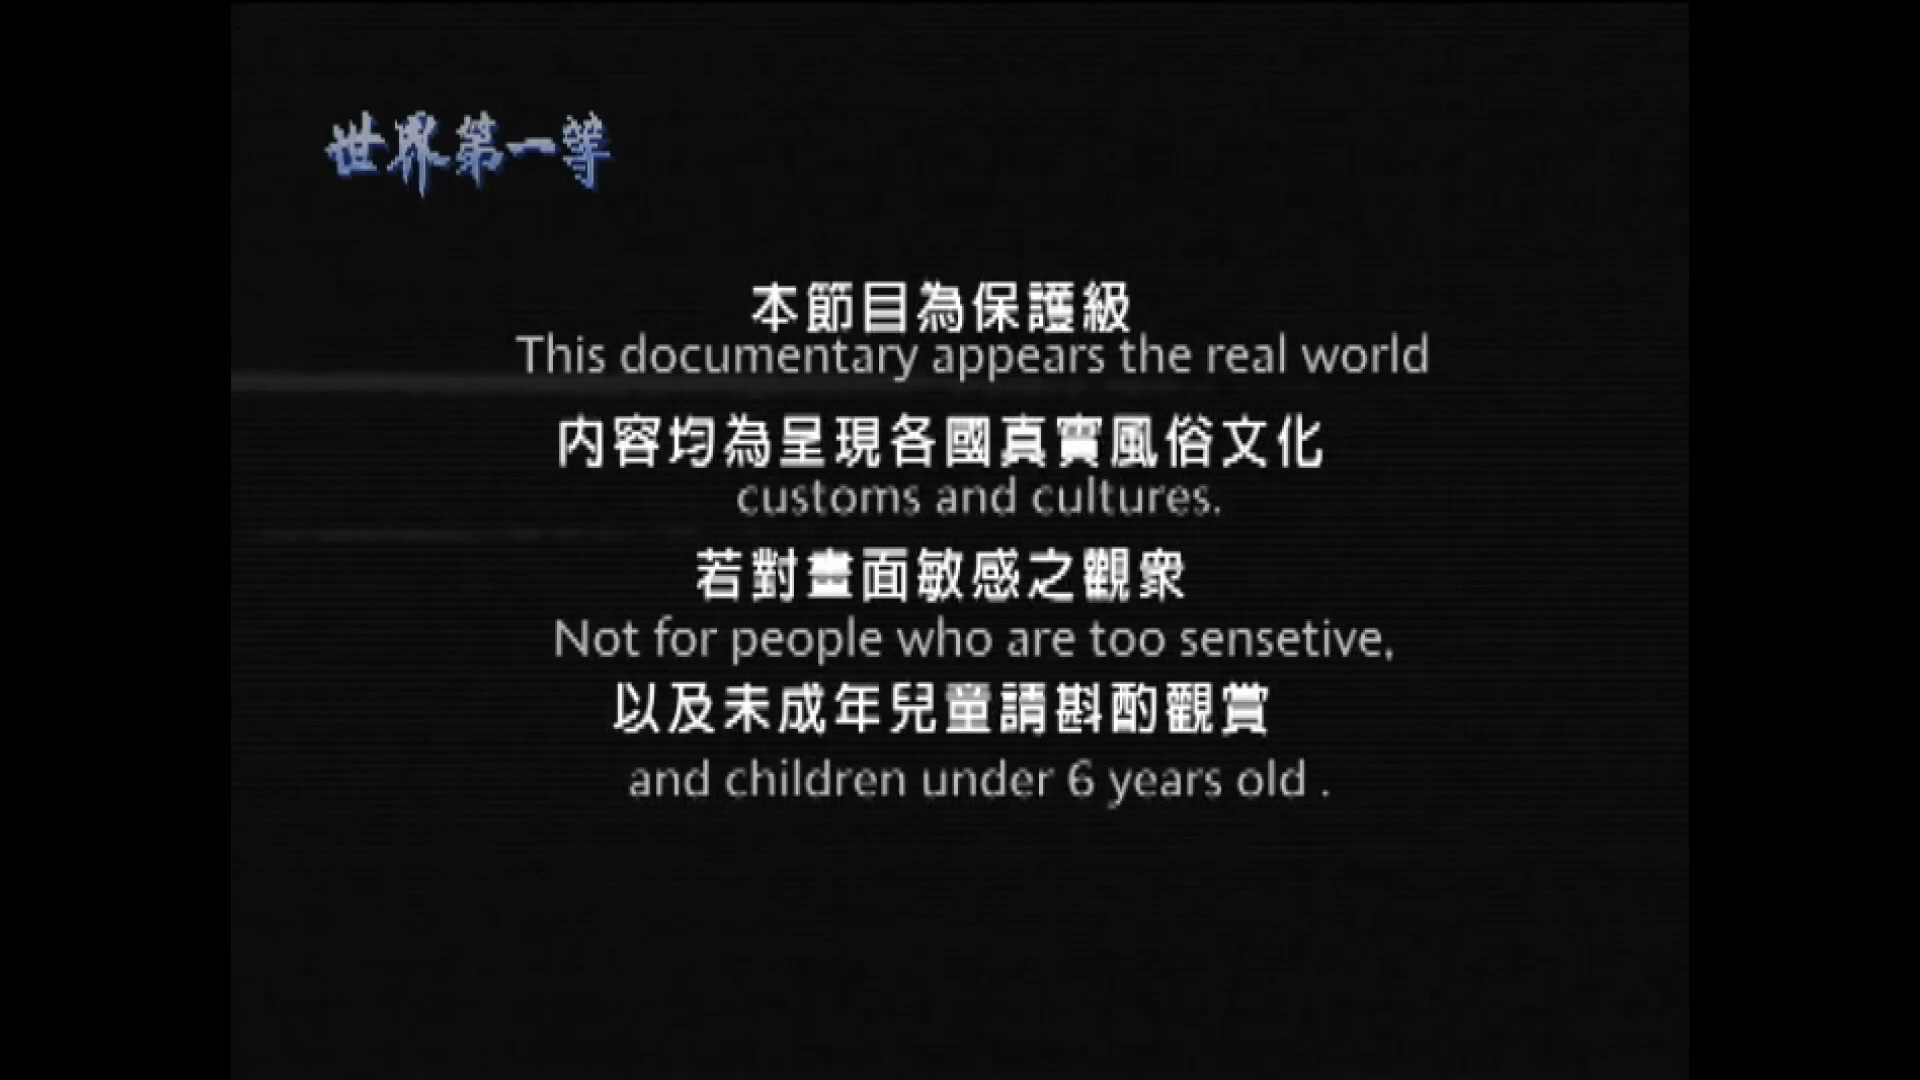 世界第一等
本節目為保護級
This documentary appears the real world
內容均為呈現各國真實風俗文化
customs and cultures.
若對畫面敏感之觀眾
Not for people who are too sensetive,
以及未成年兒童請斟酌觀賞
and children under 6 years old .